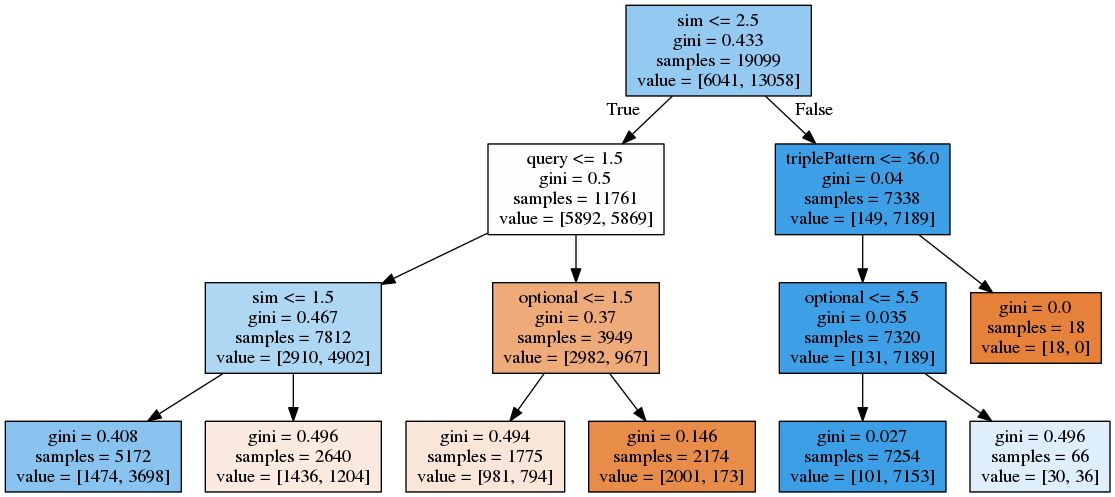 sim <= 2.5
gini = 0.433
samples = 19099
value = [6041, 13058]
True
False
query <= 1.5
gini = 0.5
samples = 11761
value = [5892, 5869]
triplePattern <= 36.0
gini = 0.04
samples = 7338
value = [149, 7189]
sim <= 1.5
gini = 0.467
samples = 7812
value = [2910, 4902]
optional <= 1.5
gini = 0.37
samples = 3949
value = [2982, 967]
optional <= 5.5
gini = 0.035
samples = 7320
value = [131, 7189]
gini = 0.0
samples = 18
value = [18, 0]
gini = 0.408
samples = 5172
value = [1474, 3698]
gini = 0.496
samples = 2640
value = [1436, 1204]
gini = 0.494
samples = 1775
value = [981, 794]
gini = 0.146
samples = 2174
value = [2001, 173]
gini = 0.027
samples = 7254
value = [101, 7153]
gini = 0.496
samples = 66
value = [30, 36]